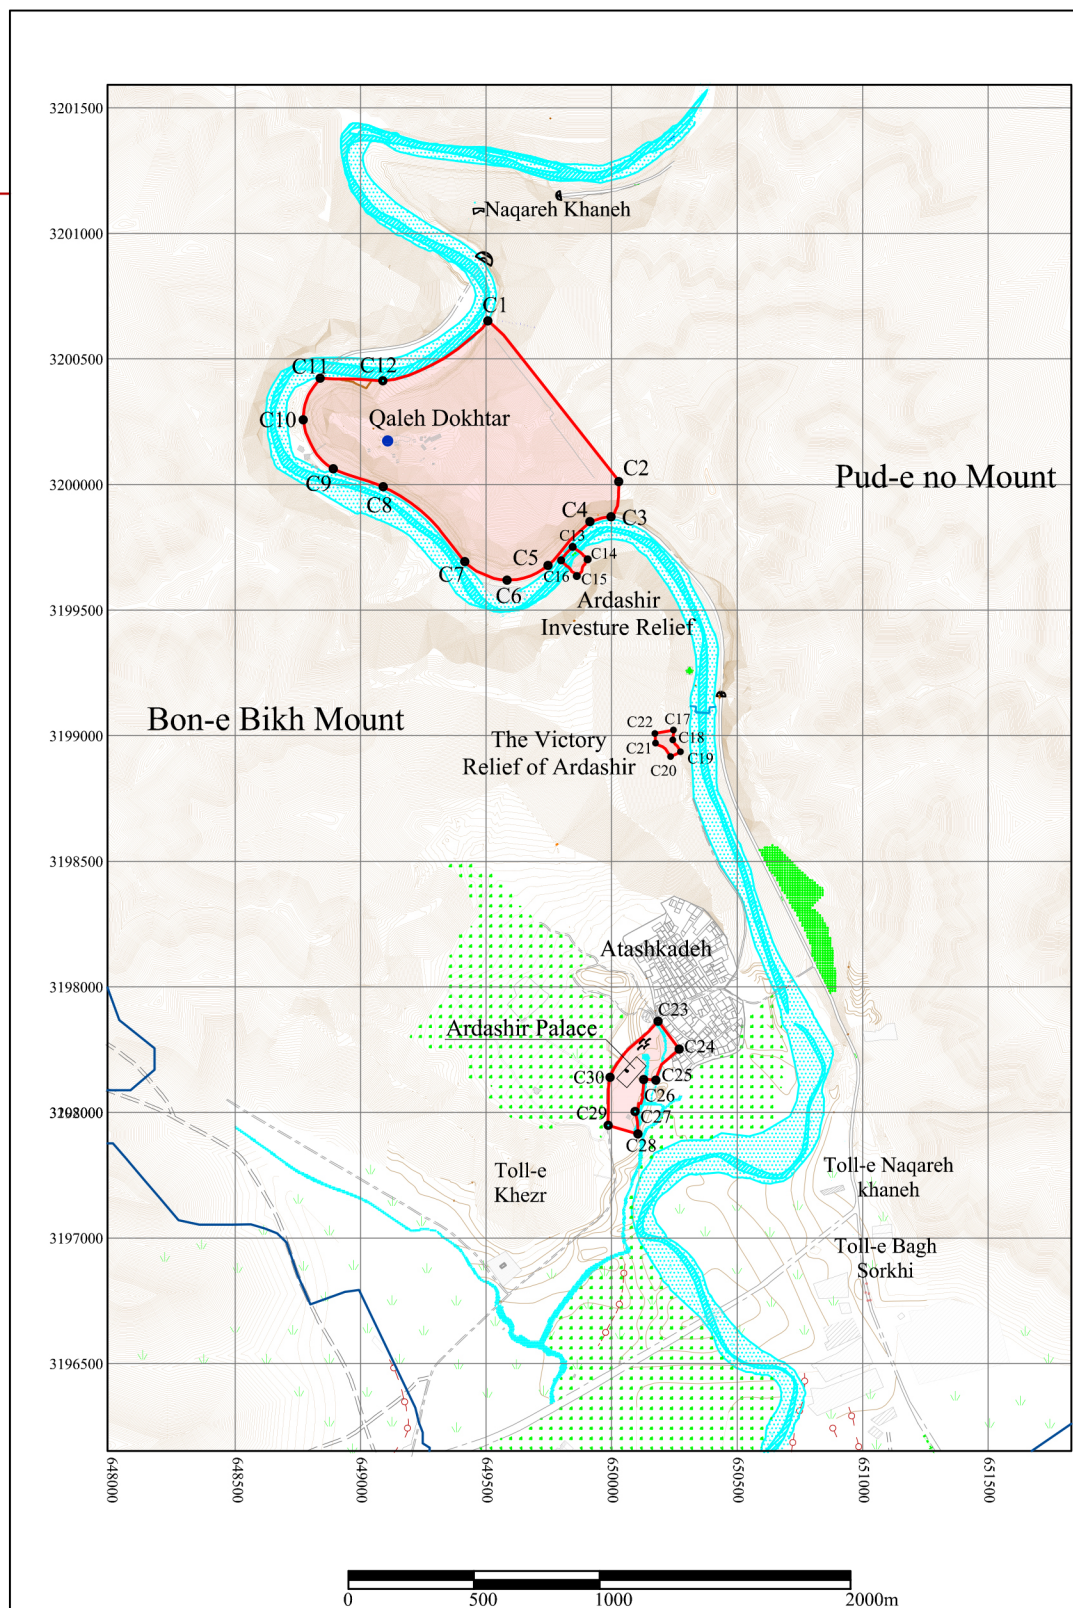 3201500
Naqareh Khaneh
3201000
C1
3200500
C11
C12
C10
Qaleh Dokhtar
C2
Pud-e no Mount
C9
3200000
C8
C4
C3
C13
C14
C5
C7
C16
C15
C6
Ardashir
3199500
Investure Relief
Bon-e Bikh Mount
C22
C17
3199000
The Victory
C18
C21
C19
Relief of Ardashir
C20
3198500
Atashkadeh
3198000
C23
Ardashir Palace
C24
C30
C25
C26
3298000
C29
C27
C28
Toll-e
Khezr
Toll-e Naqareh
khaneh
3197000
Toll-e Bagh
Sorkhi
3196500
648000
648500
649000
649500
650000
650500
651000
651500
0
500
1000
2000m